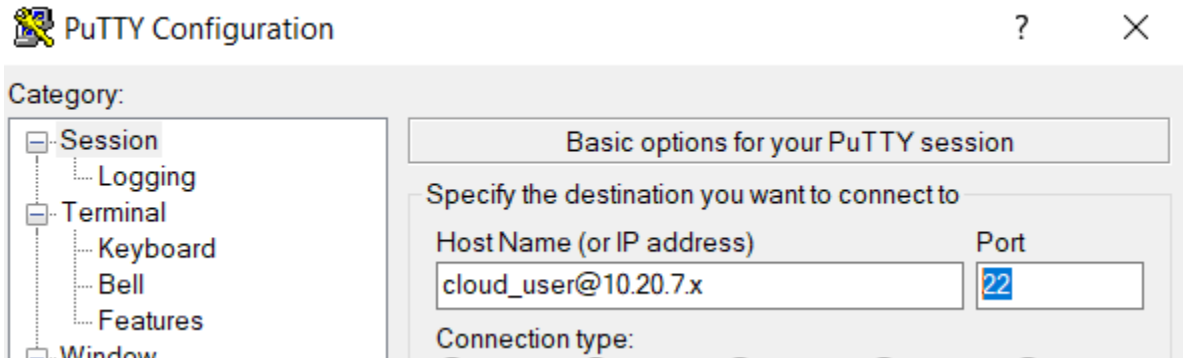 PuTTY Configuration
?
Category:
Session
Logging
Terminal
Keyboard
Bell
Features
Window
Basic options for your PuTTY session
Specify the destination you want to connect to
Host Name (or IP address)
Port
cloud_user@10.20.7.x
22
Connection type: